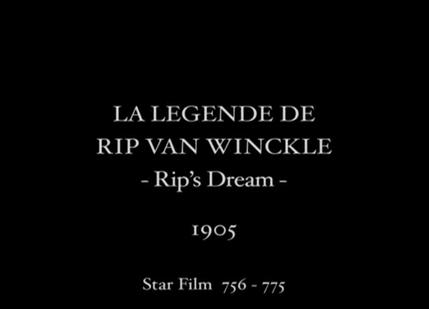 LA LEGENDE DE
RIP VAN WINCKLE
- Rip's Dream -
1905
Star Film 756 - 775